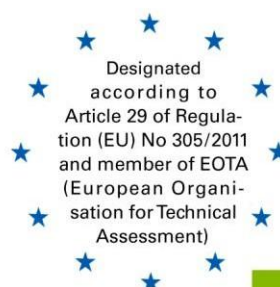 Designated
according to
Article 29 of Regula-
tion (EU) No 305/2011
and member of EOTA
(European Organi-
sation for Technical
Assessment)